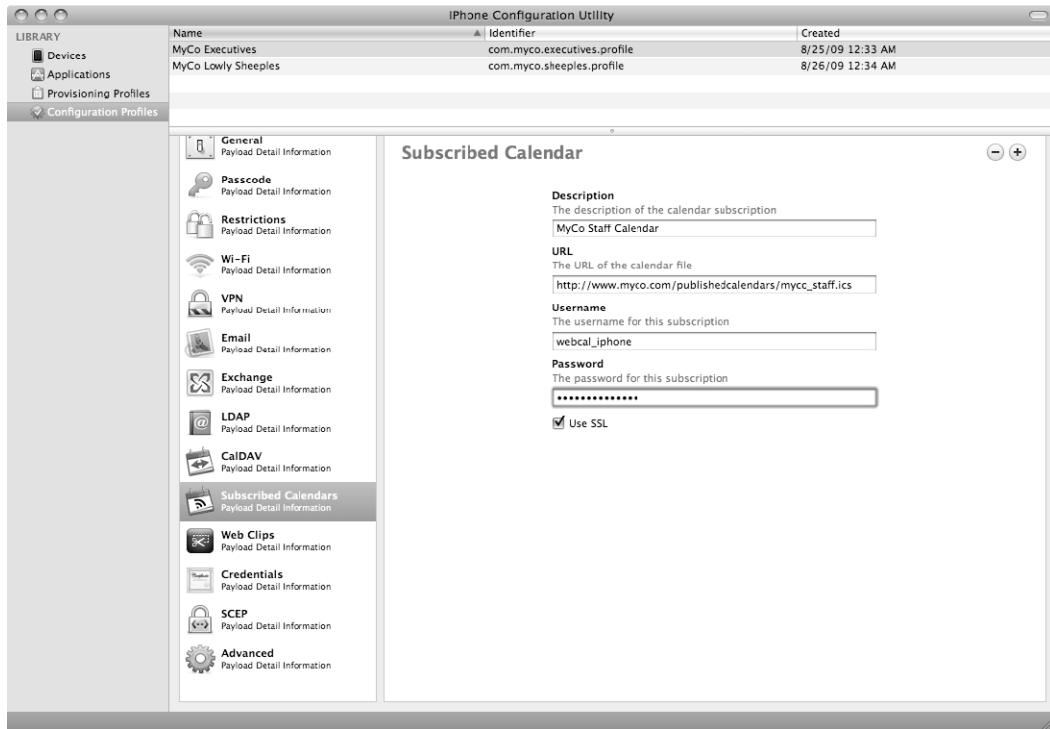 iPhone Configuration Utility
LIBRARY
Devices
Applications
Provisioning Profiles
Configuration Profiles
Name Identifier Created
MyCo Executives com.myco.executives.profile 8/25/09 12:33 AM
MyCo Lowly Sheeples com.myco.sheeples.profile 8/26/09 12:34 AM
General
Payload Detail Information
Passcode
Payload Detail Information
Restrictions
Payload Detail Information
Wi-Fi
Payload Detail Information
VPN
Payload Detail Information
Email
Payload Detail Information
Exchange
Payload Detail Information
LDAP
Payload Detail Information
CalDAV
Payload Detail Information
Subscribed Calendars
Payload Detail Information
Web Clips
Payload Detail Information
Credentials
Payload Detail Information
SCEP
Payload Detail Information
Advanced
Payload Detail Information
Subscribed Calendar
Description
The description of the calendar subscription
MyCo Staff Calendar
URL
The URL of the calendar file
http://www.myco.com/publishedcalendars/mycc_staff.ics
Username
The username for this subscription
webcal_iphone
Password
The password for this subscription
••••••••••••••
Use SSL